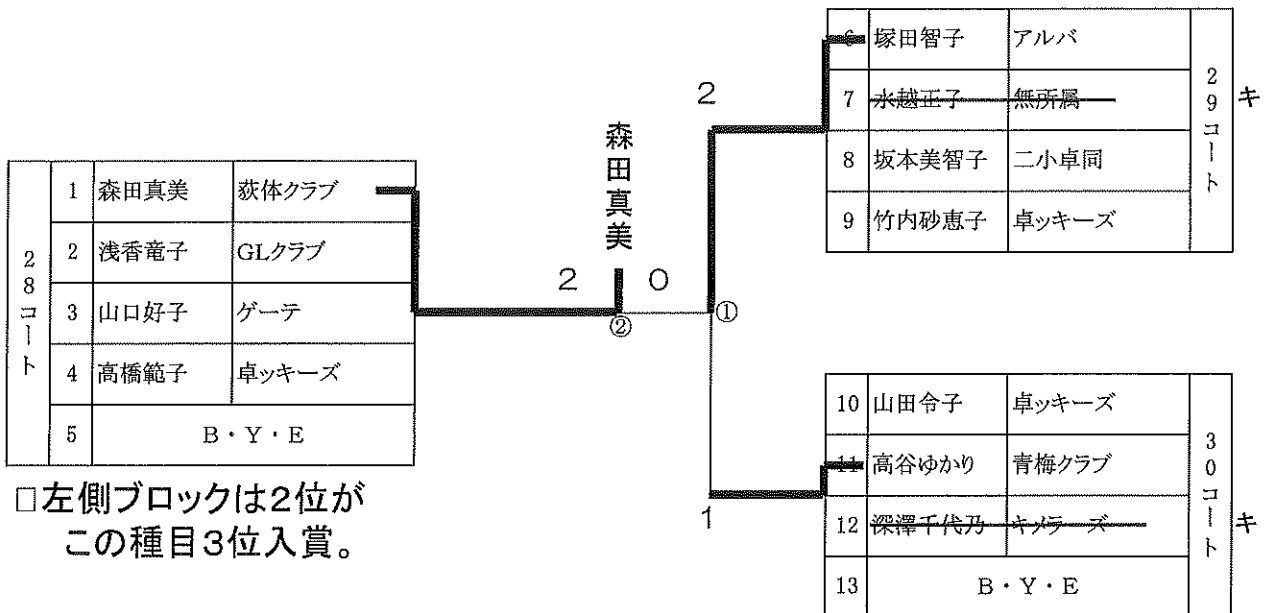 28コート
1 森田真美 荻体クラブ
2 浅香竜子 GLクラブ
3 山口好子 ゲーテ
4 高橋範子 卓ッキーズ
5 B・Y・E
□左側ブロックは2位が
この種目3位入賞。
森田真美
2 0
② ①
2
1
6 塚田智子 アルバ
7 水越正子 無所属 キ
8 坂本美智子 二小卓同
9 竹内砂恵子 卓ッキーズ
29コート
10 山田令子 卓ッキーズ
11 高谷ゆかり 青梅クラブ
12 深澤千代乃 キメラーズ キ
13 B・Y・E
30コート